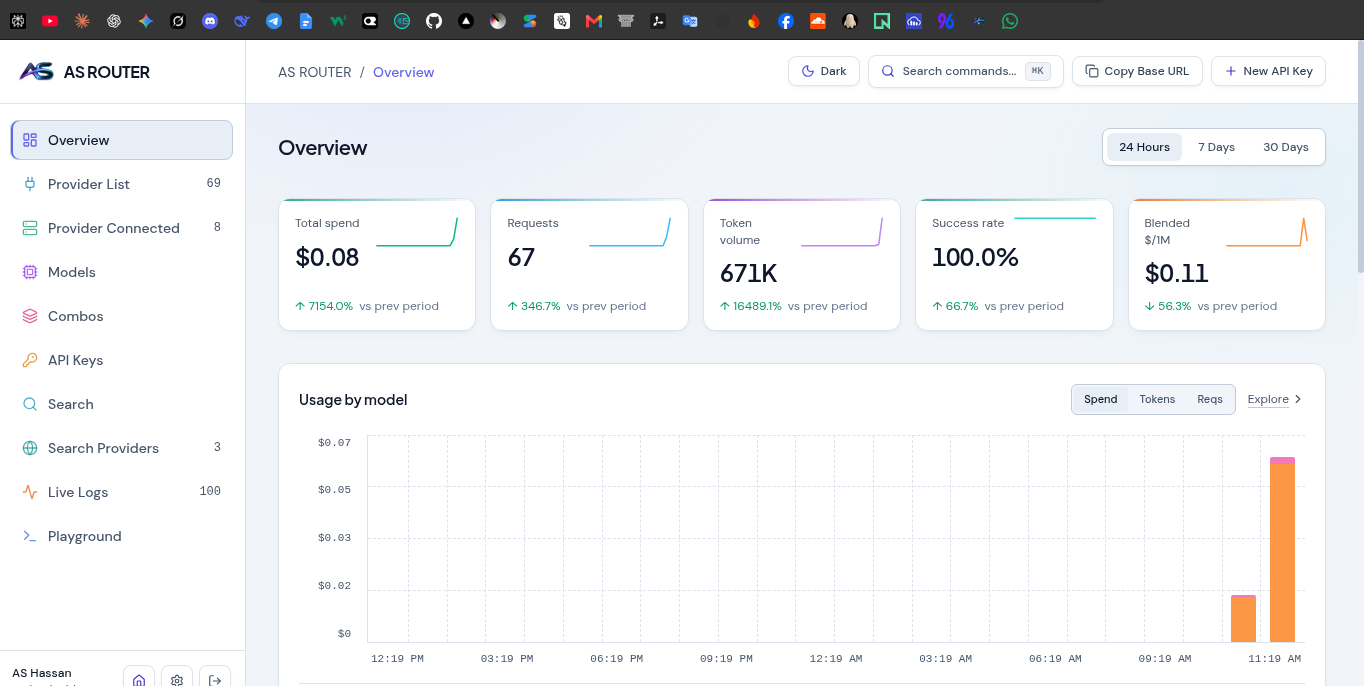 AS ROUTER
AS ROUTER / Overview
Dark
Search commands... ⌘K
Copy Base URL
New API Key
Overview
Provider List 69
Provider Connected 8
Models
Combos
API Keys
Search
Search Providers 3
Live Logs 100
Playground
AS Hassan
Overview
24 Hours 7 Days 30 Days
Total spend
$0.08
↑ 7154.0% vs prev period
Requests
67
↑ 346.7% vs prev period
Token
volume
671K
↑ 16489.1% vs prev period
Success rate
100.0%
↑ 66.7% vs prev period
Blended
$/1M
$0.11
↓ 56.3% vs prev period
Usage by model
Spend Tokens Reqs
Explore
$0.07
$0.05
$0.03
$0.02
$0
12:19 PM 03:19 PM 06:19 PM 09:19 PM 12:19 AM 03:19 AM 06:19 AM 09:19 AM 11:19 AM